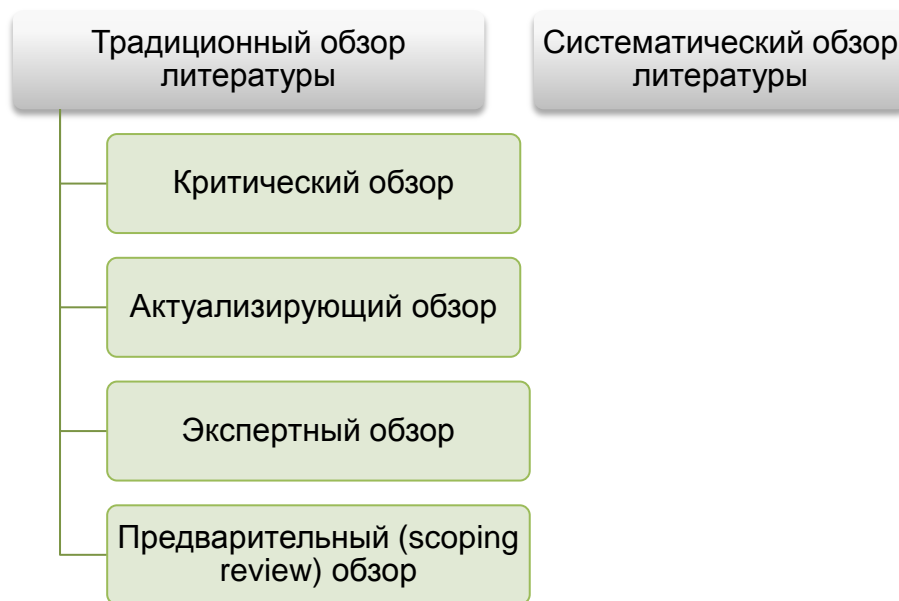 Традиционный обзор
литературы
Систематический обзор
литературы
Критический обзор
Актуализирующий обзор
Экспертный обзор
Предварительный (scoping
review) обзор